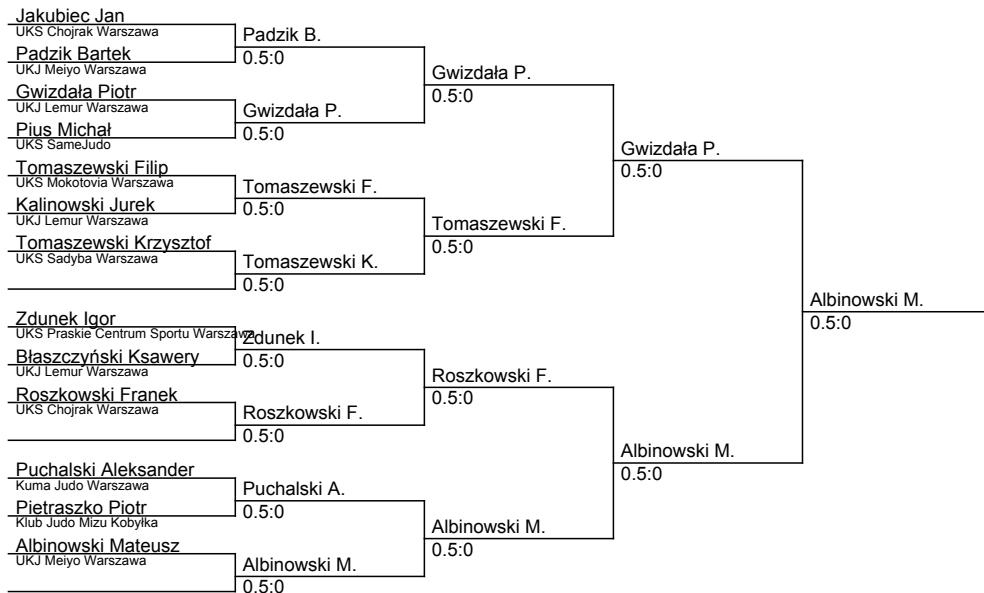 Jakubiec Jan
UKS Chojrak Warszawa
Padzik Bartek
UKJ Meiyo Warszawa
Gwizdała Piotr
UKJ Lemur Warszawa
Pius Michał
UKS SameJudo
Tomaszewski Filip
UKS Mokotovia Warszawa
Kalinowski Jurek
UKJ Lemur Warszawa
Tomaszewski Krzysztof
UKS Sadyba Warszawa
Zdunek Igor
UKS Praskie Centrum Sportu Warszawa
Błaszczyński Ksawery
UKJ Lemur Warszawa
Roszkowski Franek
UKS Chojrak Warszawa
Puchalski Aleksander
Kuma Judo Warszawa
Pietraszko Piotr
Klub Judo Mizu Kobyłka
Albinowski Mateusz
UKJ Meiyo Warszawa
Padzik B.
0.5:0
Gwizdała P.
0.5:0
Tomaszewski F.
0.5:0
Tomaszewski K.
0.5:0
Zdunek I.
0.5:0
Roszkowski F.
0.5:0
Puchalski A.
0.5:0
Albinowski M.
0.5:0
Gwizdała P.
0.5:0
Tomaszewski F.
0.5:0
Roszkowski F.
0.5:0
Albinowski M.
0.5:0
Gwizdała P.
0.5:0
Albinowski M.
0.5:0
Albinowski M.
0.5:0